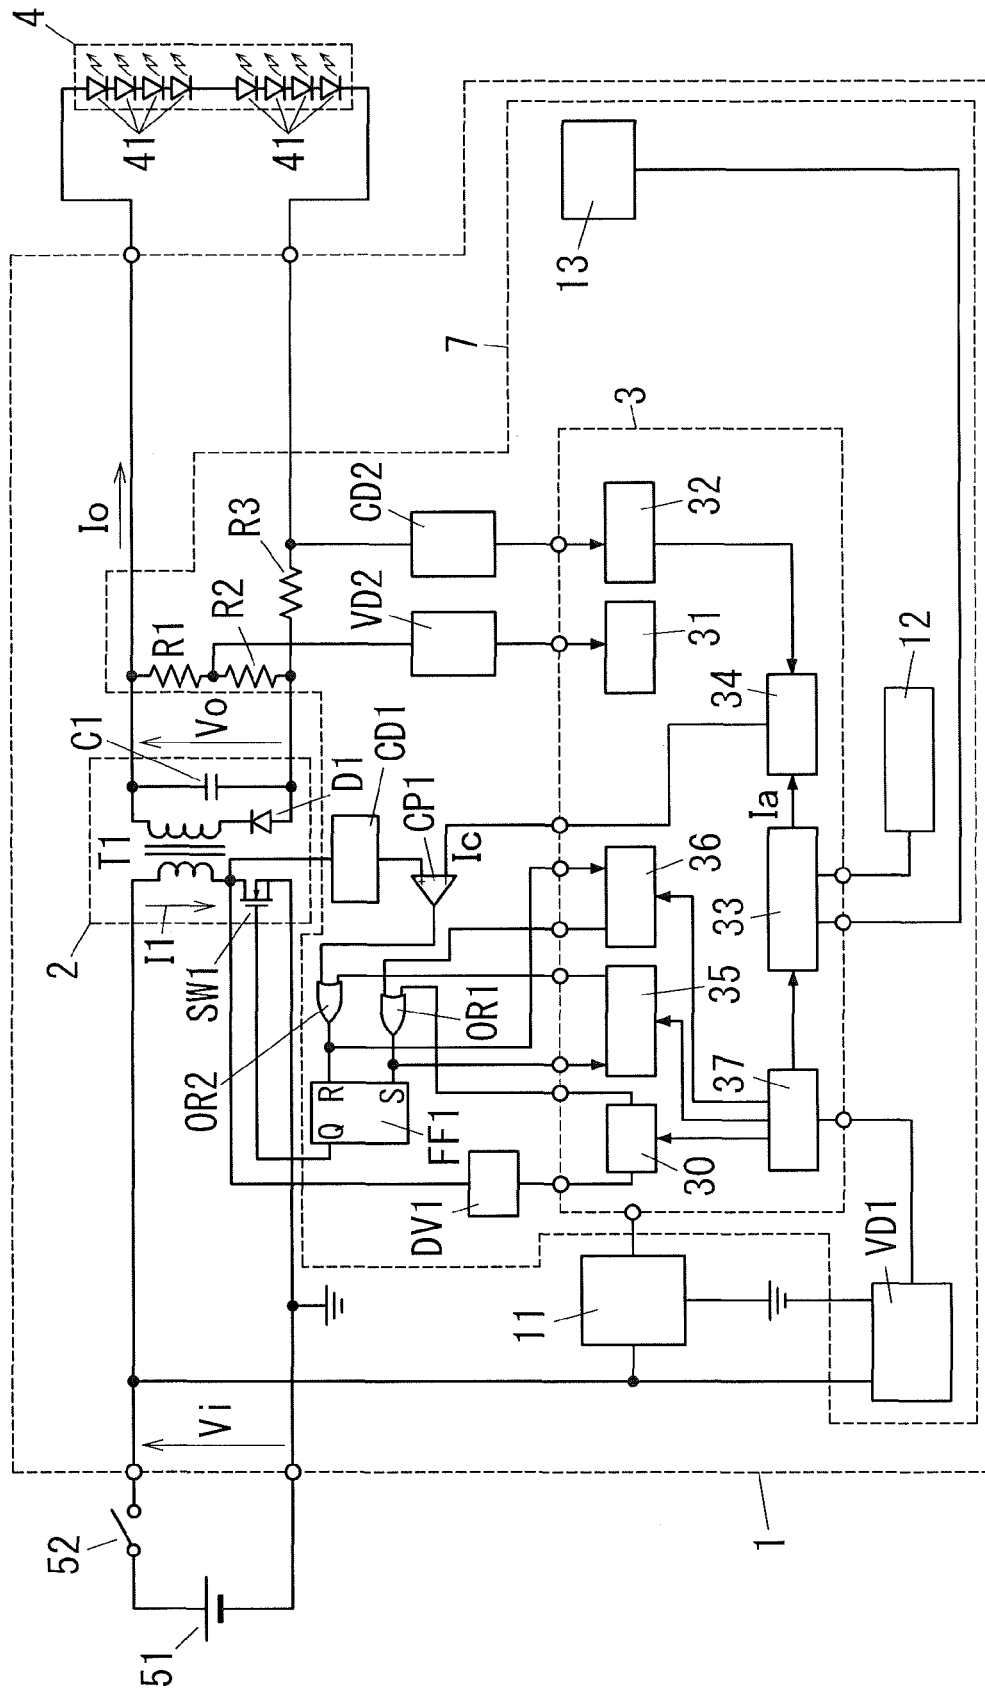 4
41
41
Io
R1
R2
R3
Vo
C1
D1
T1
I1
2
SW1
CD1
CP1
Ic
CD2
VD2
7
13
3
32
31
34
12
Ia
33
36
35
37
30
OR1
OR2
R
S
Q
FF1
DV1
11
VD1
Vi
52
51
1